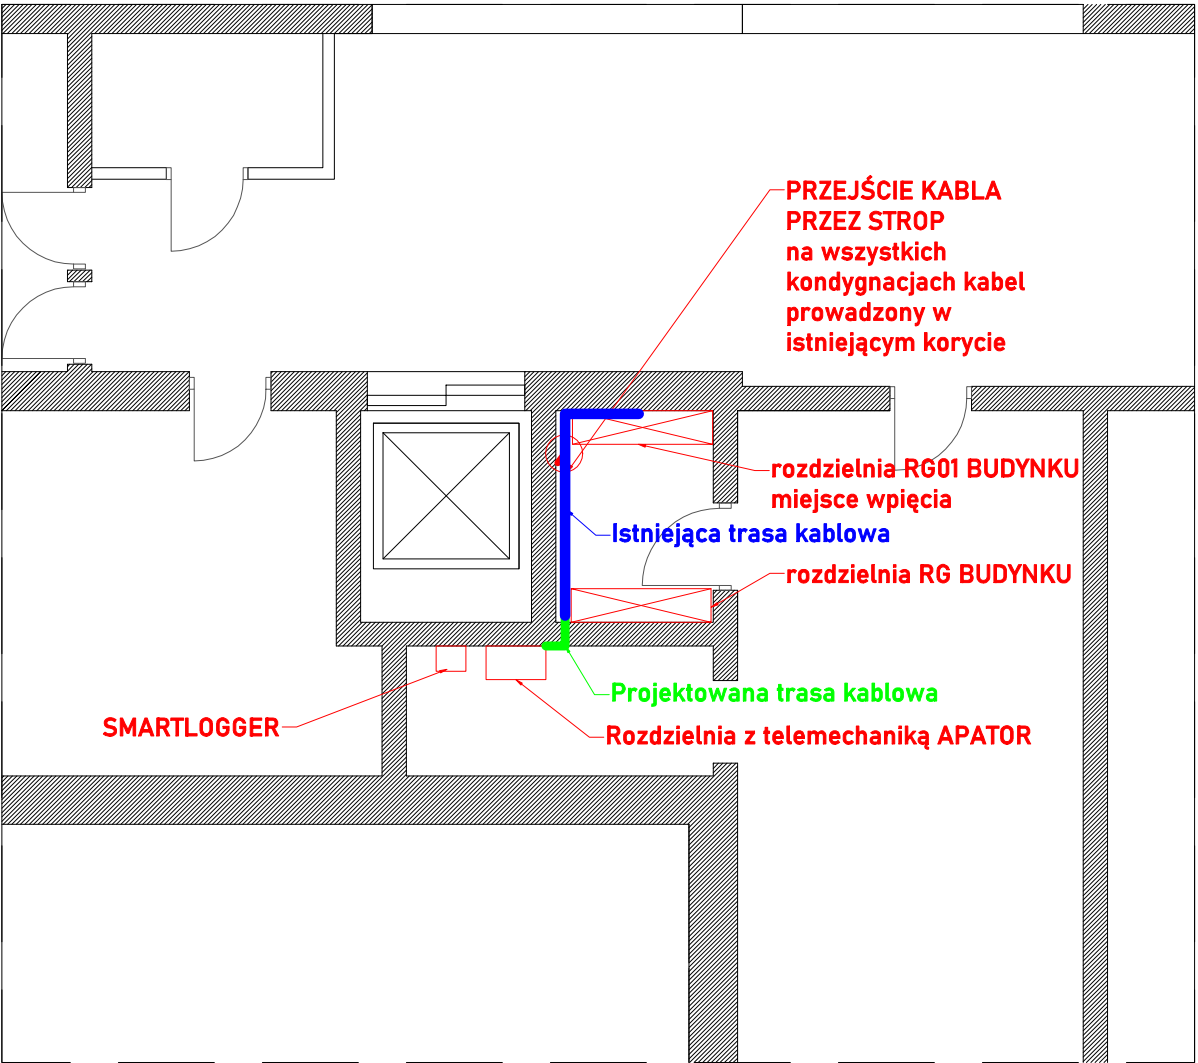 PRZEJŚCIE KABLA
PRZEZ STROP
na wszystkich
kondygnacjach kabel
prowadzony w
istniejącym korycie
rozdzielnia RG01 BUDYNKU
miejsce wpięcia
Istniejąca trasa kablowa
rozdzielnia RG BUDYNKU
Projektowana trasa kablowa
SMARTLOGGER
Rozdzielnia z telemechaniką APATOR